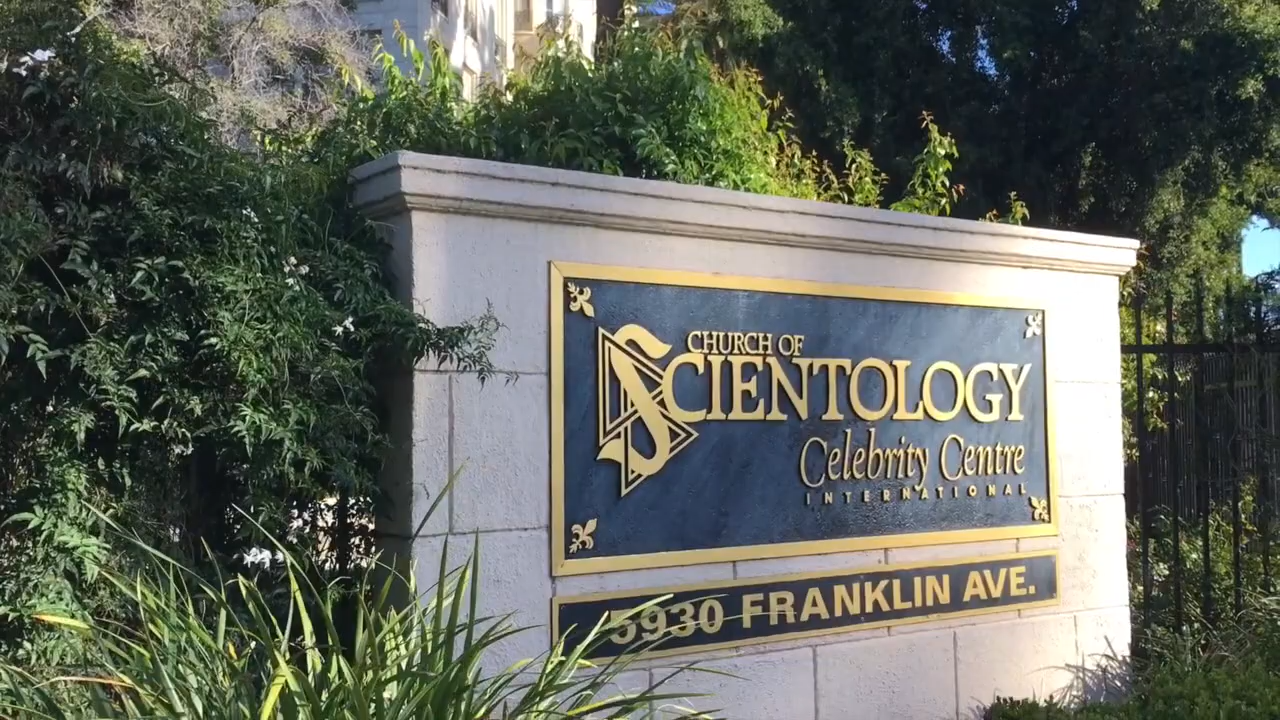 CHURCH OF
SCIENTOLOGY
Celebrity Centre
INTERNATIONAL
5930 FRANKLIN AVE.